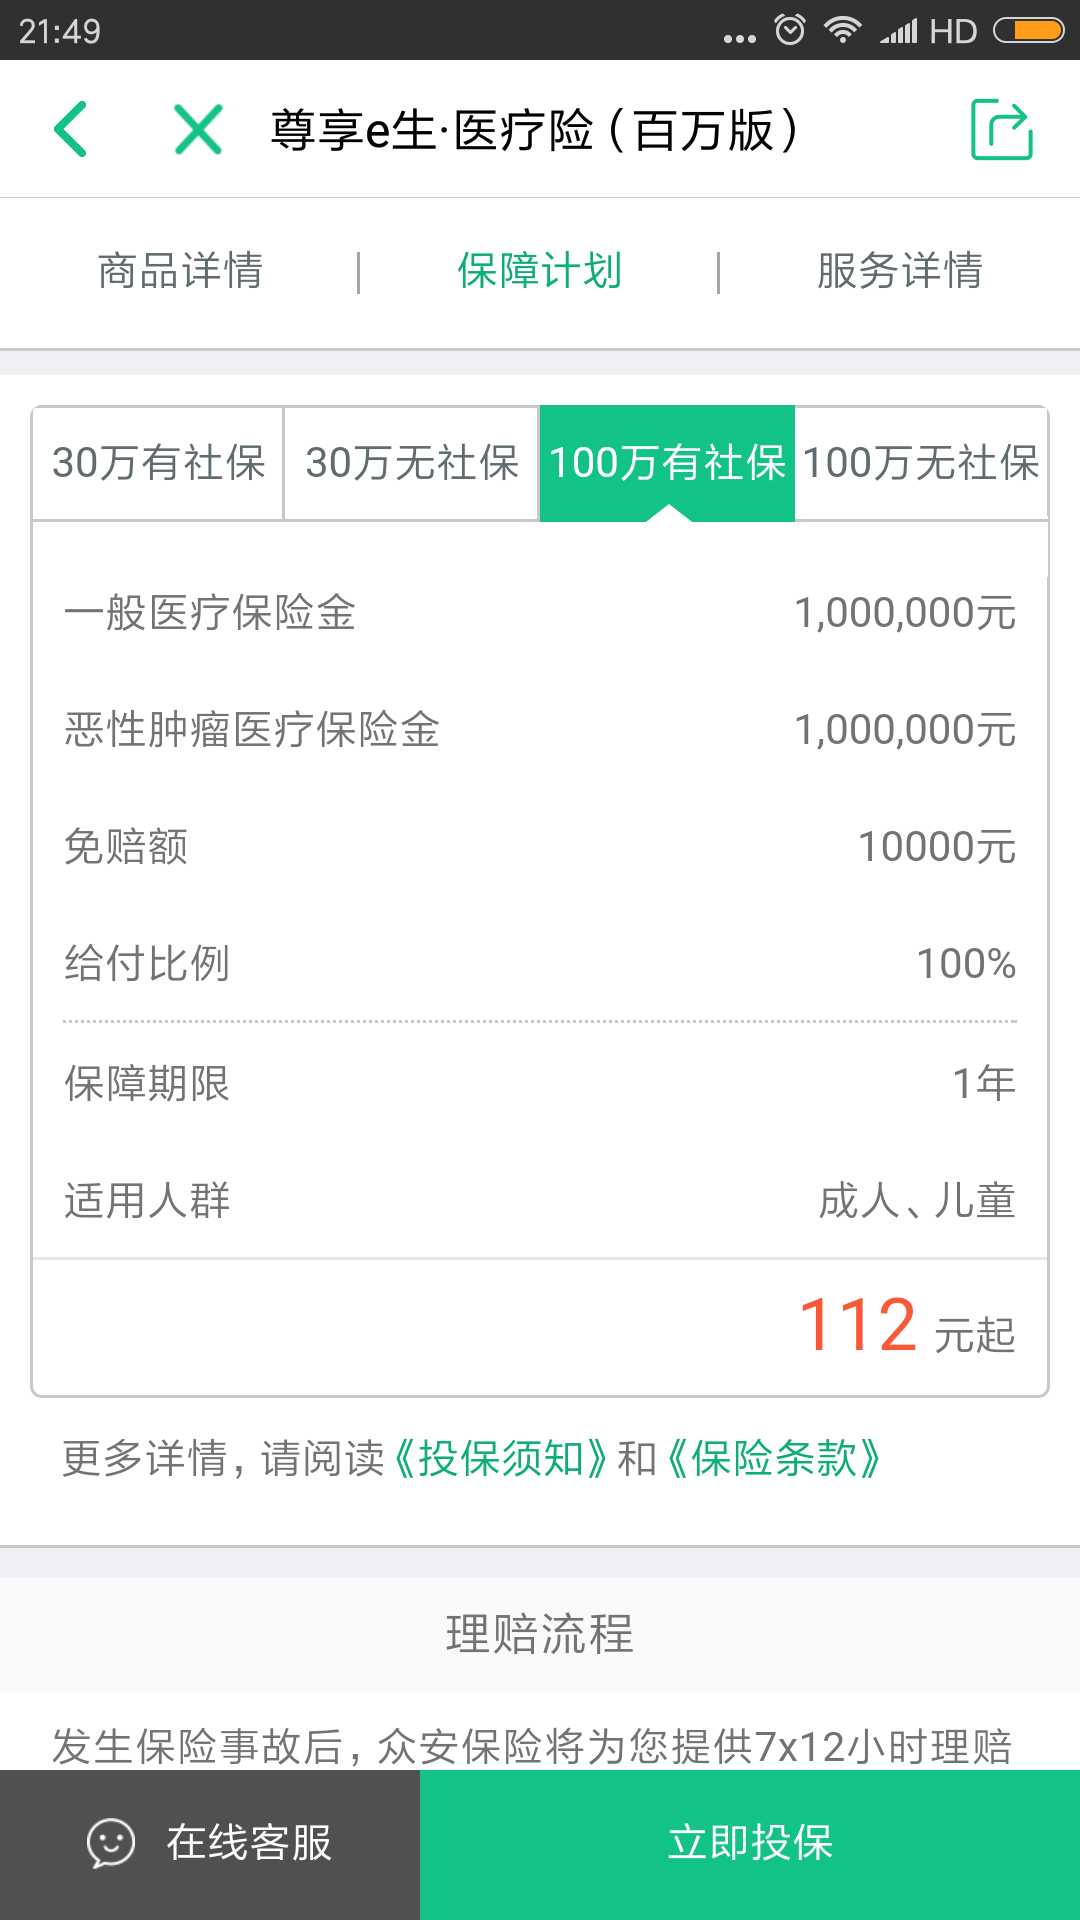 21:49 HD
尊享e生·医疗险（百万版）
商品详情 保障计划 服务详情
30万有社保 30万无社保 100万有社保 100万无社保
一般医疗保险金 1,000,000元
恶性肿瘤医疗保险金 1,000,000元
免赔额 10000元
给付比例 100%
保障期限 1年
适用人群 成人、儿童
112 元起
更多详情，请阅读《投保须知》和《保险条款》
理赔流程
发生保险事故后，众安保险将为您提供7x12小时理赔
在线客服 立即投保